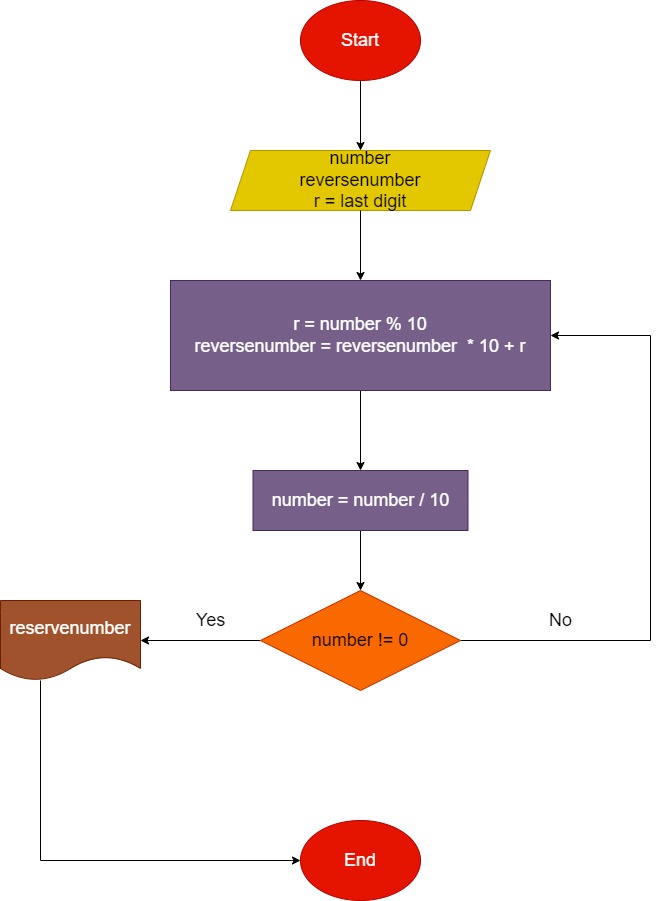 Start
number
reversenumber
r = last digit
r = number % 10
reversenumber = reversenumber * 10 + r
number = number / 10
number != 0
Yes
No
reservenumber
End